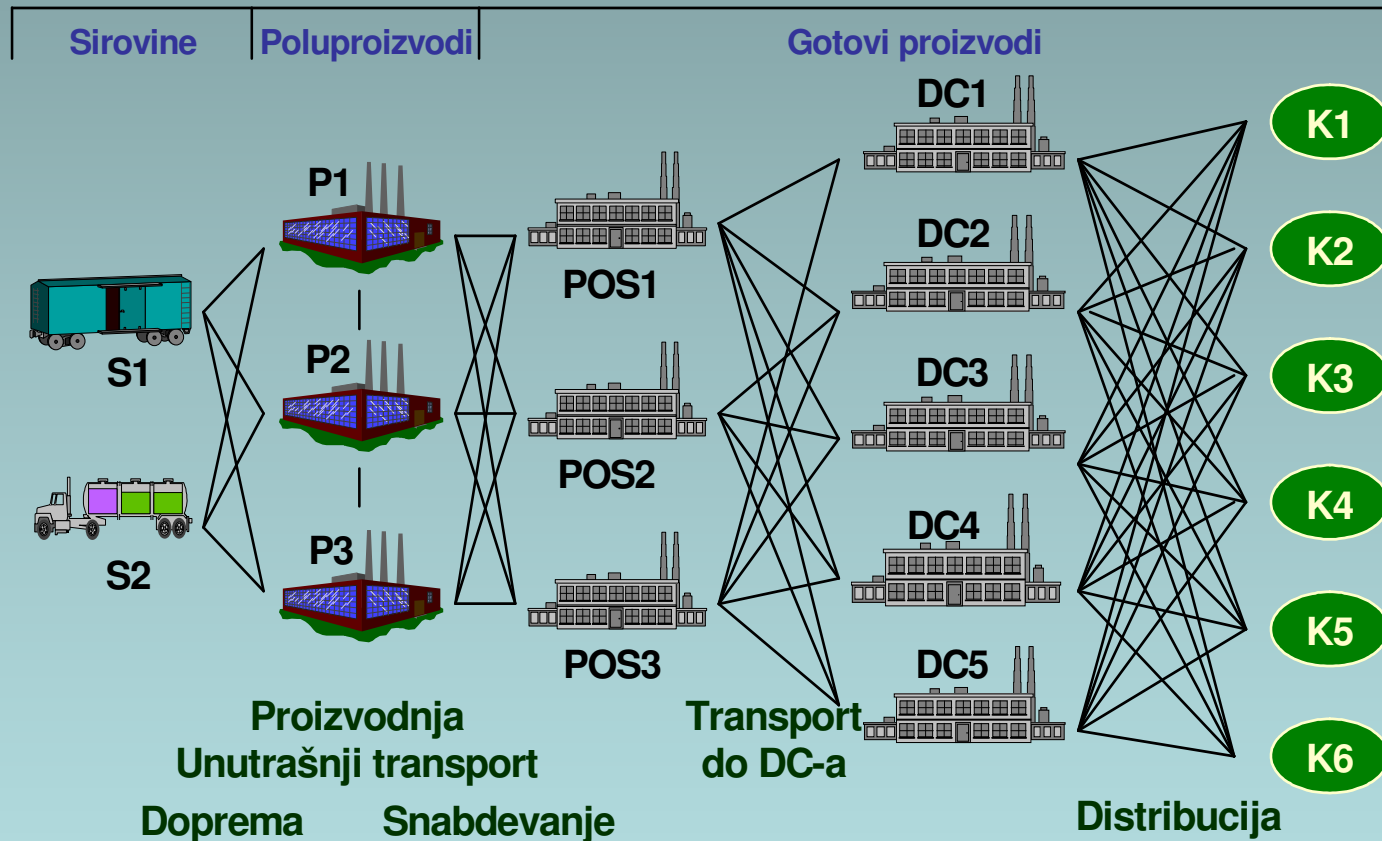 Sirovine
Poluproizvodi
Gotovi proizvodi
DC1
K1
P1
DC2
K2
POS1
S1
P2
DC3
K3
POS2
K4
S2
P3
DC4
K5
POS3
DC5
K6
Proizvodnja
Unutrašnji transport
Transport
do DC-a
Doprema
Snabdevanje
Distribucija